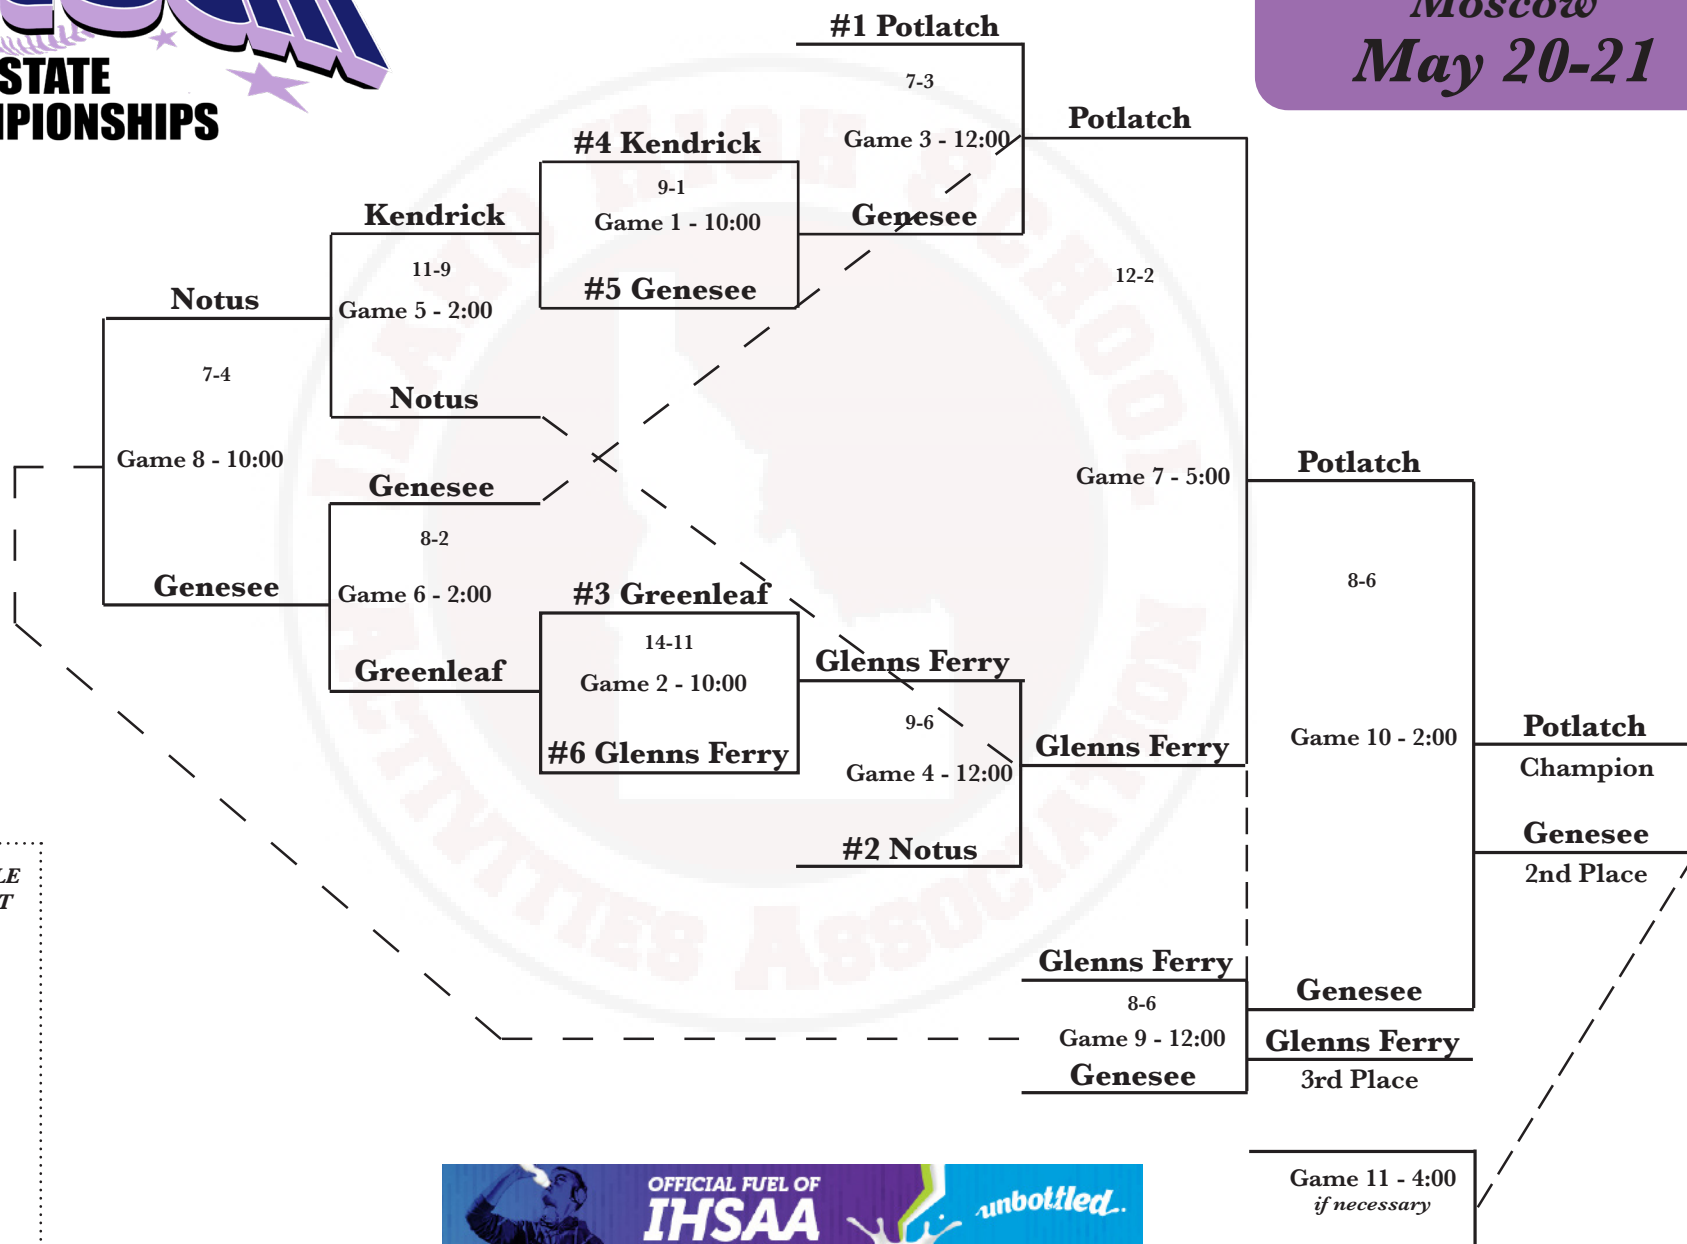 STATE
Moscow
May 20-21
#1 Potlatch
7-3
Game 3 - 12:00
Potlatch
#4 Kendrick
9-1
Game 1 - 10:00
Genesee
#5 Genesee
Kendrick
11-9
Game 5 - 2:00
Notus
Notus
7-4
Game 8 - 10:00
12-2
Game 7 - 5:00
Genesee
8-2
Game 6 - 2:00
Genesee
Greenleaf
#3 Greenleaf
14-11
Game 2 - 10:00
#6 Glenns Ferry
Glenns Ferry
9-6
Game 4 - 12:00
Glenns Ferry
#2 Notus
Potlatch
8-6
Game 10 - 2:00
Potlatch
Champion
Genesee
2nd Place
Glenns Ferry
8-6
Game 9 - 12:00
Genesee
Genesee
Glenns Ferry
3rd Place
Game 11 - 4:00
if necessary
IDAHO HIGH SCHOOL
ACTIVITIES ASSOCIATION
OFFICIAL FUEL OF
IHSAA
unbottled..